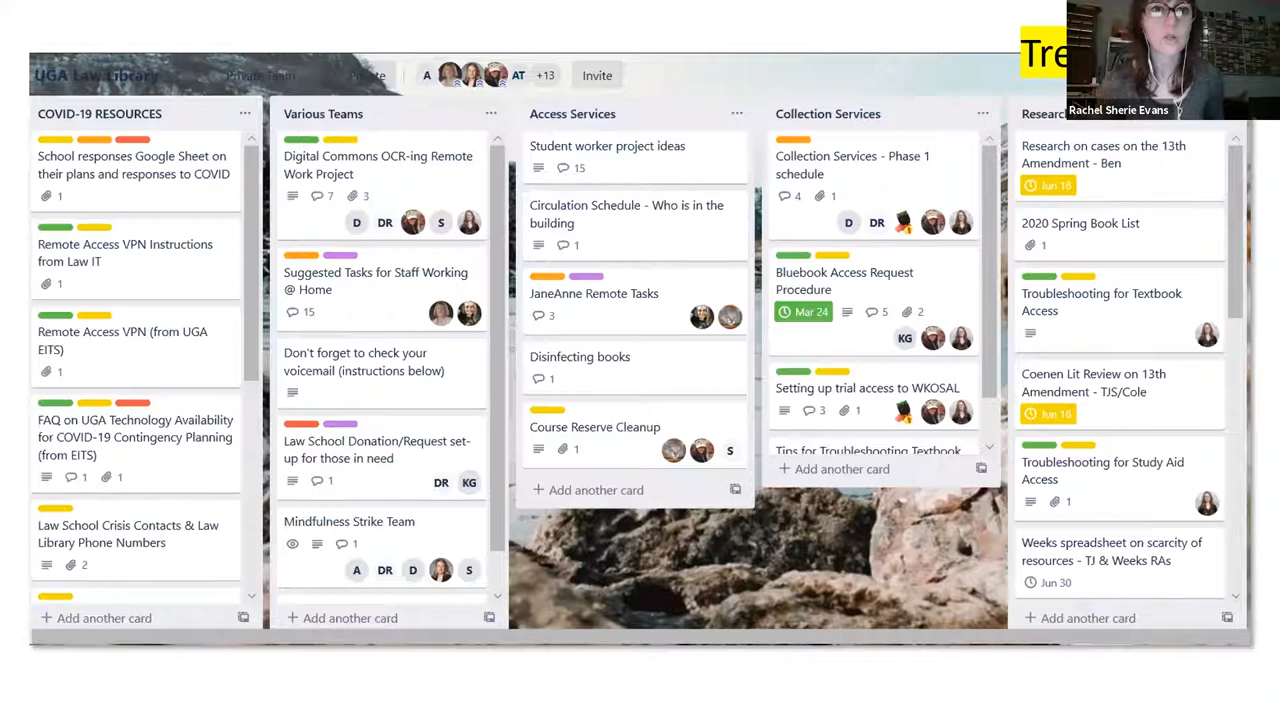 Tre
Rachel Sherie Evans
UGA Law Library
Private Team
Private
A
AT
+13
Invite
COVID-19 RESOURCES
School responses Google Sheet on
their plans and responses to COVID
1
Remote Access VPN Instructions
from Law IT
1
Remote Access VPN (from UGA
EITS)
1
FAQ on UGA Technology Availability
for COVID-19 Contingency Planning
(from EITS)
1 1
Law School Crisis Contacts & Law
Library Phone Numbers
2
+ Add another card
Various Teams
Digital Commons OCR-ing Remote
Work Project
7 3
D DR S
Suggested Tasks for Staff Working
@ Home
15
Don't forget to check your
voicemail (instructions below)
Law School Donation/Request set-
up for those in need
1
DR KG
Mindfulness Strike Team
1
A DR D S
+ Add another card
Access Services
Student worker project ideas
15
Circulation Schedule - Who is in the
building
1
JaneAnne Remote Tasks
3
Disinfecting books
1
Course Reserve Cleanup
1
S
+ Add another card
Collection Services
Collection Services - Phase 1
schedule
4 1
D DR
Bluebook Access Request
Procedure
Mar 24 5 2
KG
Setting up trial access to WKOSAL
3 1
Tips for Troubleshooting Textbook
+ Add another card
Resear
Research on cases on the 13th
Amendment - Ben
Jun 18
2020 Spring Book List
1
Troubleshooting for Textbook
Access
Coenen Lit Review on 13th
Amendment - TJS/Cole
Jun 18
Troubleshooting for Study Aid
Access
1
Weeks spreadsheet on scarcity of
resources - TJ & Weeks RAs
Jun 30
+ Add another card